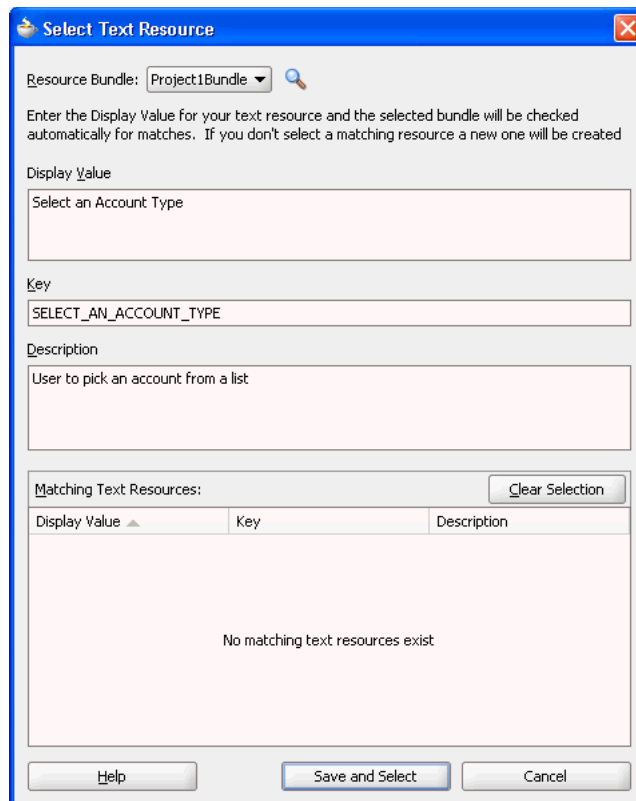 Select Text Resource
Resource Bundle: Project1Bundle
Enter the Display Value for your text resource and the selected bundle will be checked
automatically for matches. If you don't select a matching resource a new one will be created
Display Value
Select an Account Type
Key
SELECT_AN_ACCOUNT_TYPE
Description
User to pick an account from a list
Matching Text Resources: Clear Selection
Display Value Key Description
No matching text resources exist
Help Save and Select Cancel